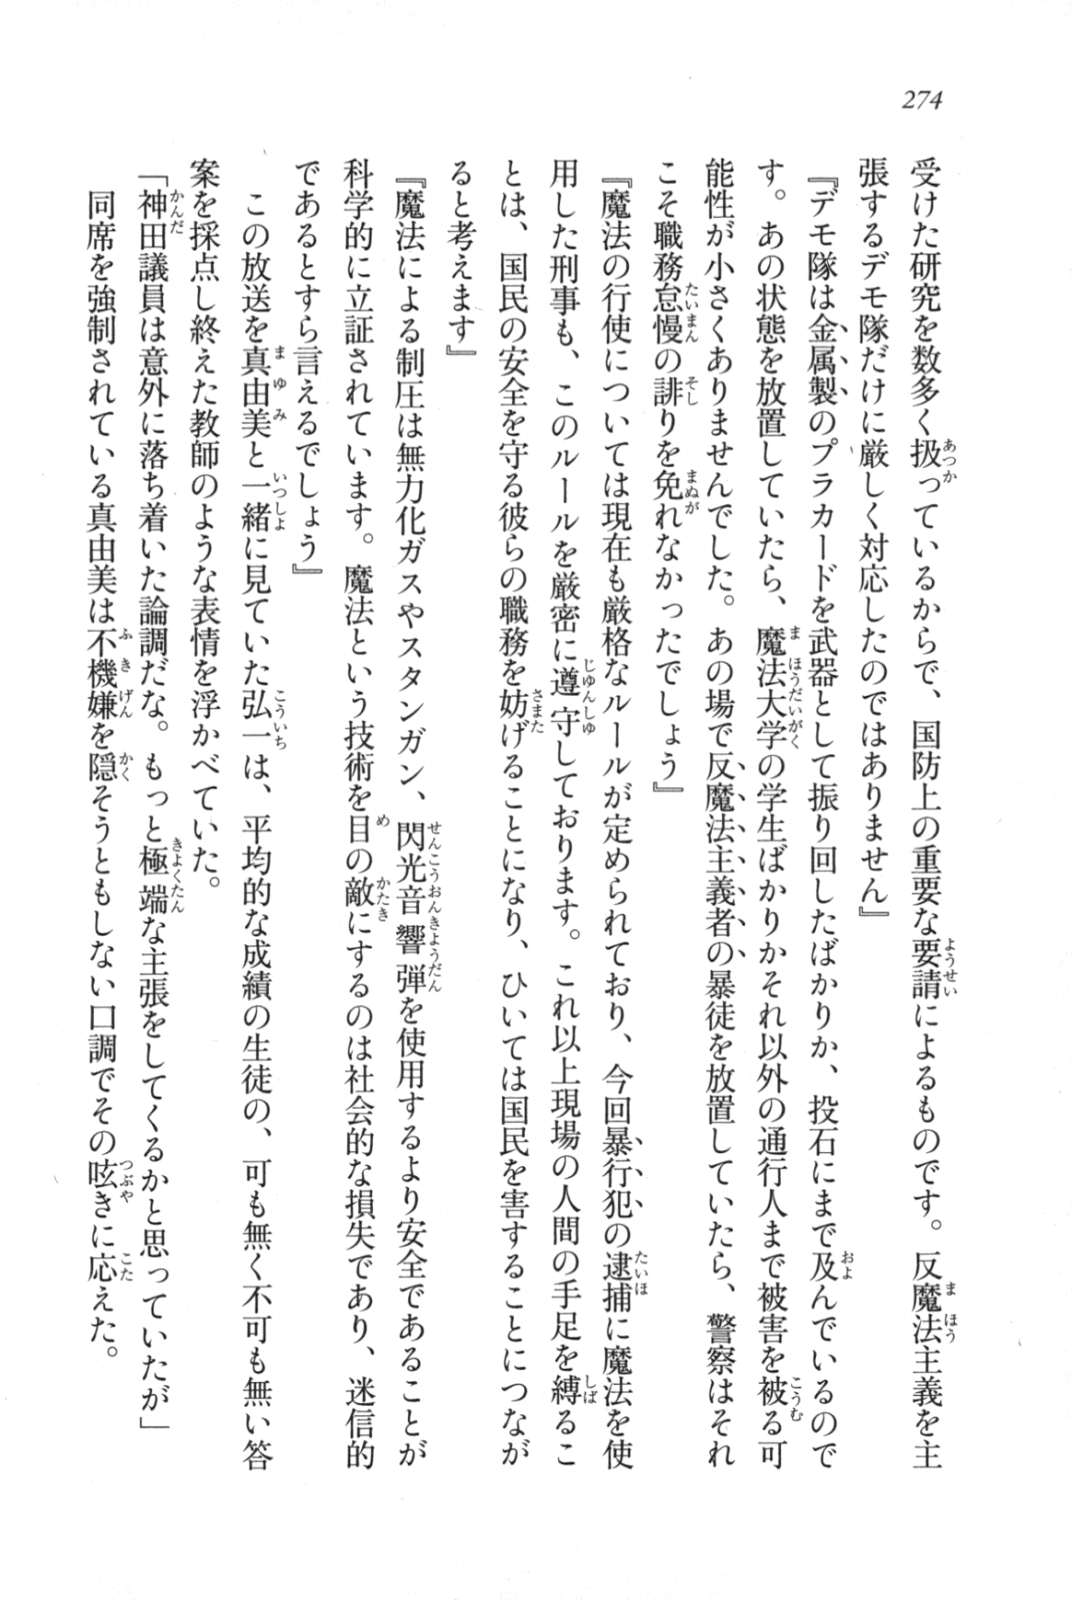 274
受けた研究を数多く扱っているからで、国防上の重要な要請によるものです。反魔法主義を主
張するデモ隊だけに厳しく対応したのではありません』
『デモ隊は金属製のプラカードを武器として振り回したばかりか、投石にまで及んでいるので
す。あの状態を放置していたら、魔法大学の学生ばかりかそれ以外の通行人まで被害を被る可
能性が小さくありませんでした。あの場で反魔法主義者の暴徒を放置していたら、警察はそれ
こそ職務怠慢の誹りを免れなかったでしょう』
『魔法の行使については現在も厳格なルールが定められており、今回暴行犯の逮捕に魔法を使
用した刑事も、このルールを厳密に遵守しております。これ以上現場の人間の手足を縛るこ
とは、国民の安全を守る彼らの職務を妨げることになり、ひいては国民を害することにつなが
ると考えます』
『魔法による制圧は無力化ガスやスタンガン、閃光音響弾を使用するより安全であることが
科学的に立証されています。魔法という技術を目の敵にするのは社会的な損失であり、迷信的
であるとすら言えるでしょう』
この放送を真由美と一緒に見ていた弘一は、平均的な成績の生徒の、可も無く不可も無い答
案を採点し終えた教師のような表情を浮かべていた。
「神田議員は意外に落ち着いた論調だな。もっと極端な主張をしてくるかと思っていたが」
同席を強制されている真由美は不機嫌を隠そうともしない口調でその呟きに応えた。